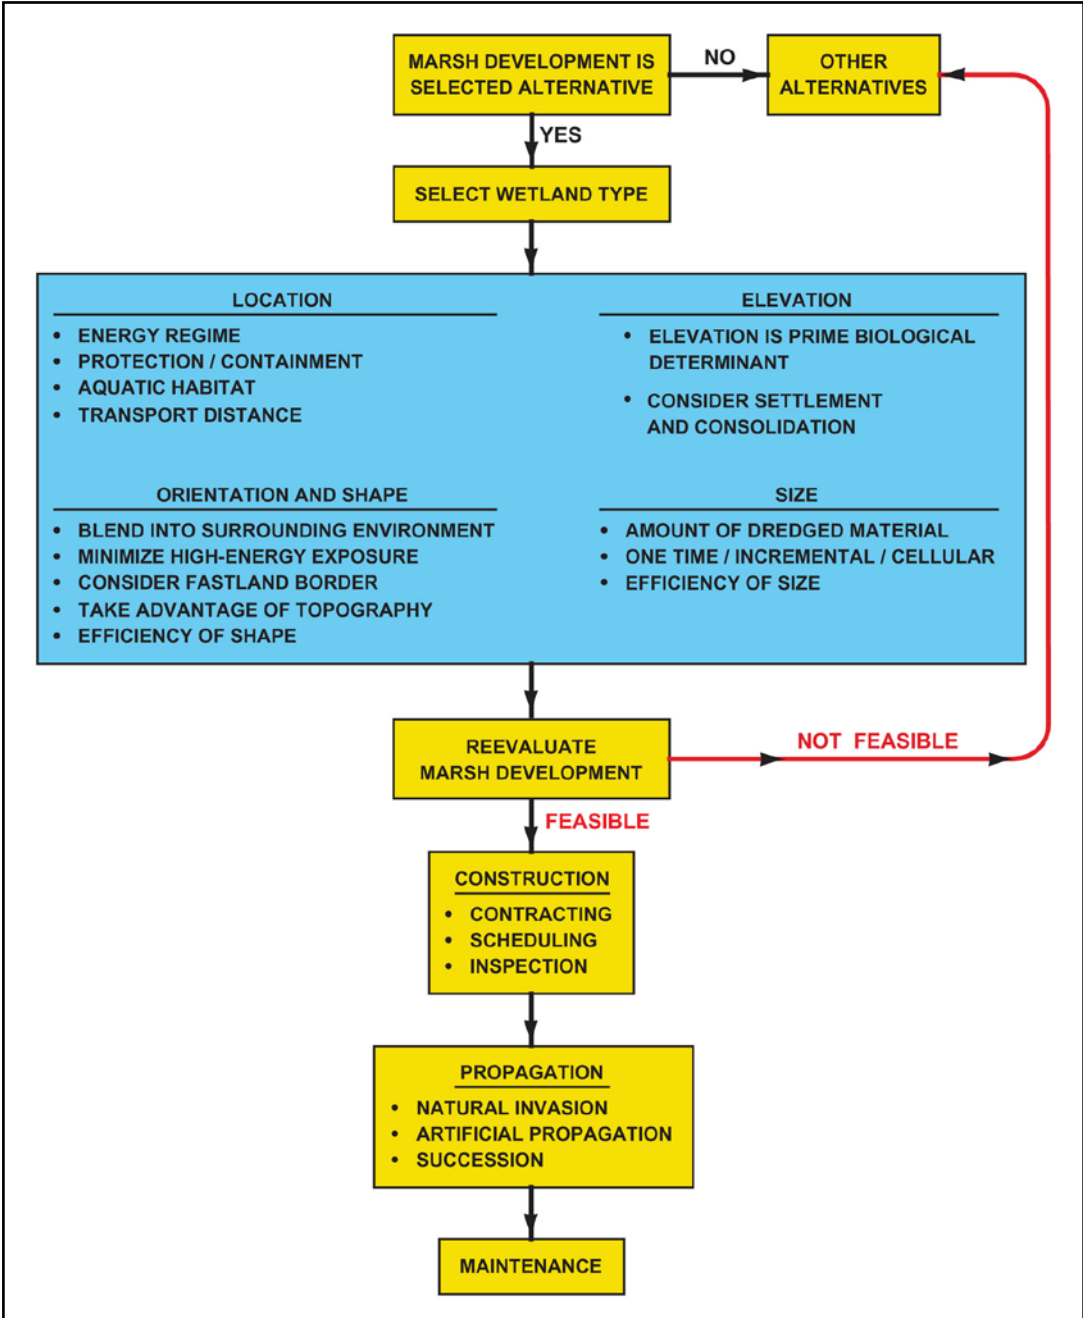 MARSH DEVELOPMENT IS
SELECTED ALTERNATIVE
NO
OTHER
ALTERNATIVES
YES
SELECT WETLAND TYPE
LOCATION
• ENERGY REGIME
• PROTECTION / CONTAINMENT
• AQUATIC HABITAT
• TRANSPORT DISTANCE
ELEVATION
• ELEVATION IS PRIME BIOLOGICAL
DETERMINANT
• CONSIDER SETTLEMENT
AND CONSOLIDATION
ORIENTATION AND SHAPE
• BLEND INTO SURROUNDING ENVIRONMENT
• MINIMIZE HIGH-ENERGY EXPOSURE
• CONSIDER FASTLAND BORDER
• TAKE ADVANTAGE OF TOPOGRAPHY
• EFFICIENCY OF SHAPE
SIZE
• AMOUNT OF DREDGED MATERIAL
• ONE TIME / INCREMENTAL / CELLULAR
• EFFICIENCY OF SIZE
REEVALUATE
MARSH DEVELOPMENT
NOT FEASIBLE
FEASIBLE
CONSTRUCTION
• CONTRACTING
• SCHEDULING
• INSPECTION
PROPAGATION
• NATURAL INVASION
• ARTIFICIAL PROPAGATION
• SUCCESSION
MAINTENANCE